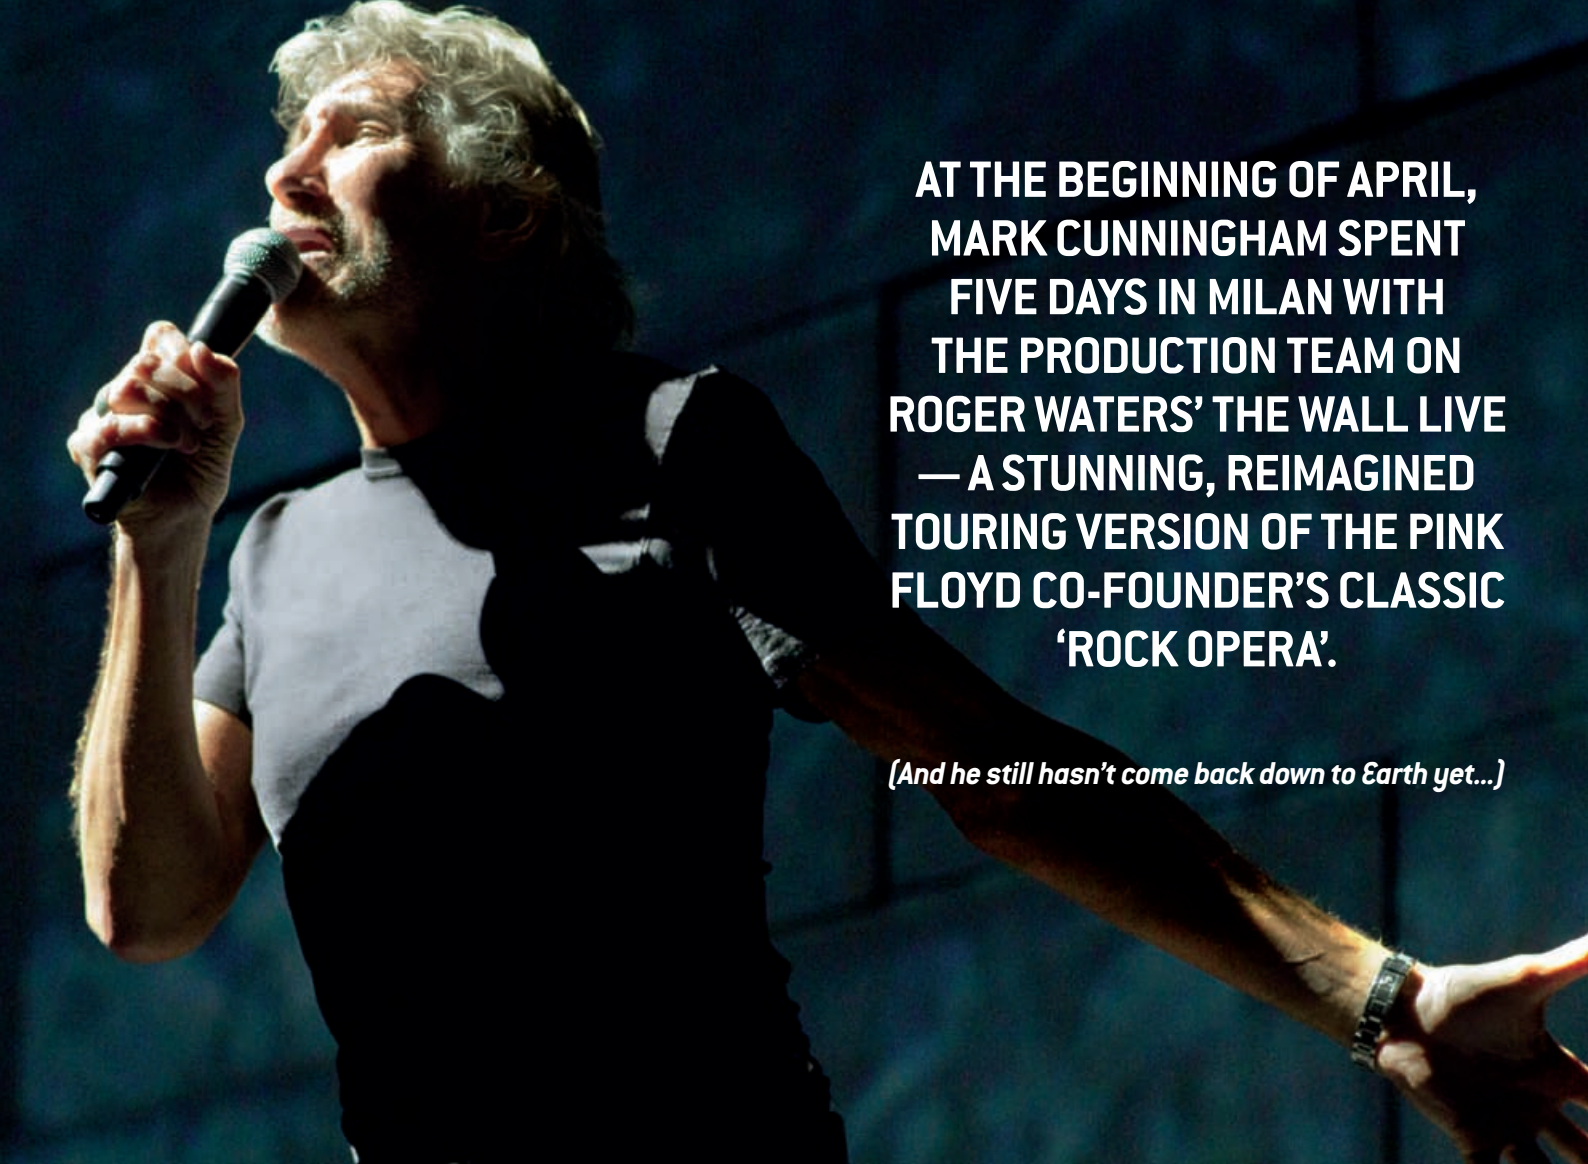 AT THE BEGINNING OF APRIL,
MARK CUNNINGHAM SPENT
FIVE DAYS IN MILAN WITH
THE PRODUCTION TEAM ON
ROGER WATERS’ THE WALL LIVE
— A STUNNING, REIMAGINED
TOURING VERSION OF THE PINK
FLOYD CO-FOUNDER’S CLASSIC
‘ROCK OPERA’.
(And he still hasn’t come back down to Earth yet...)